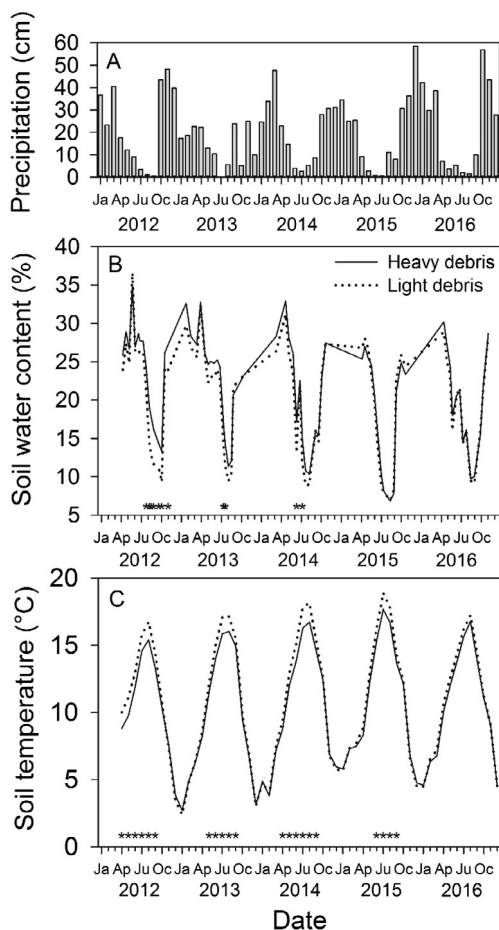 Precipitation (cm)
A
60
50
40
30
20
10
0
Ja Ap Ju Oc Ja Ap Ju Oc Ja Ap Ju Oc Ja Ap Ju Oc Ja Ap Ju Oc
2012 2013 2014 2015 2016
Soil water content (%)
B
Heavy debris
Light debris
40
35
30
25
20
15
10
5
Ja Ap Ju Oc Ja Ap Ju Oc Ja Ap Ju Oc Ja Ap Ju Oc Ja Ap Ju Oc
2012 2013 2014 2015 2016
Soil temperature (°C)
C
20
15
10
5
0
Ja Ap Ju Oc Ja Ap Ju Oc Ja Ap Ju Oc Ja Ap Ju Oc Ja Ap Ju Oc
2012 2013 2014 2015 2016
Date